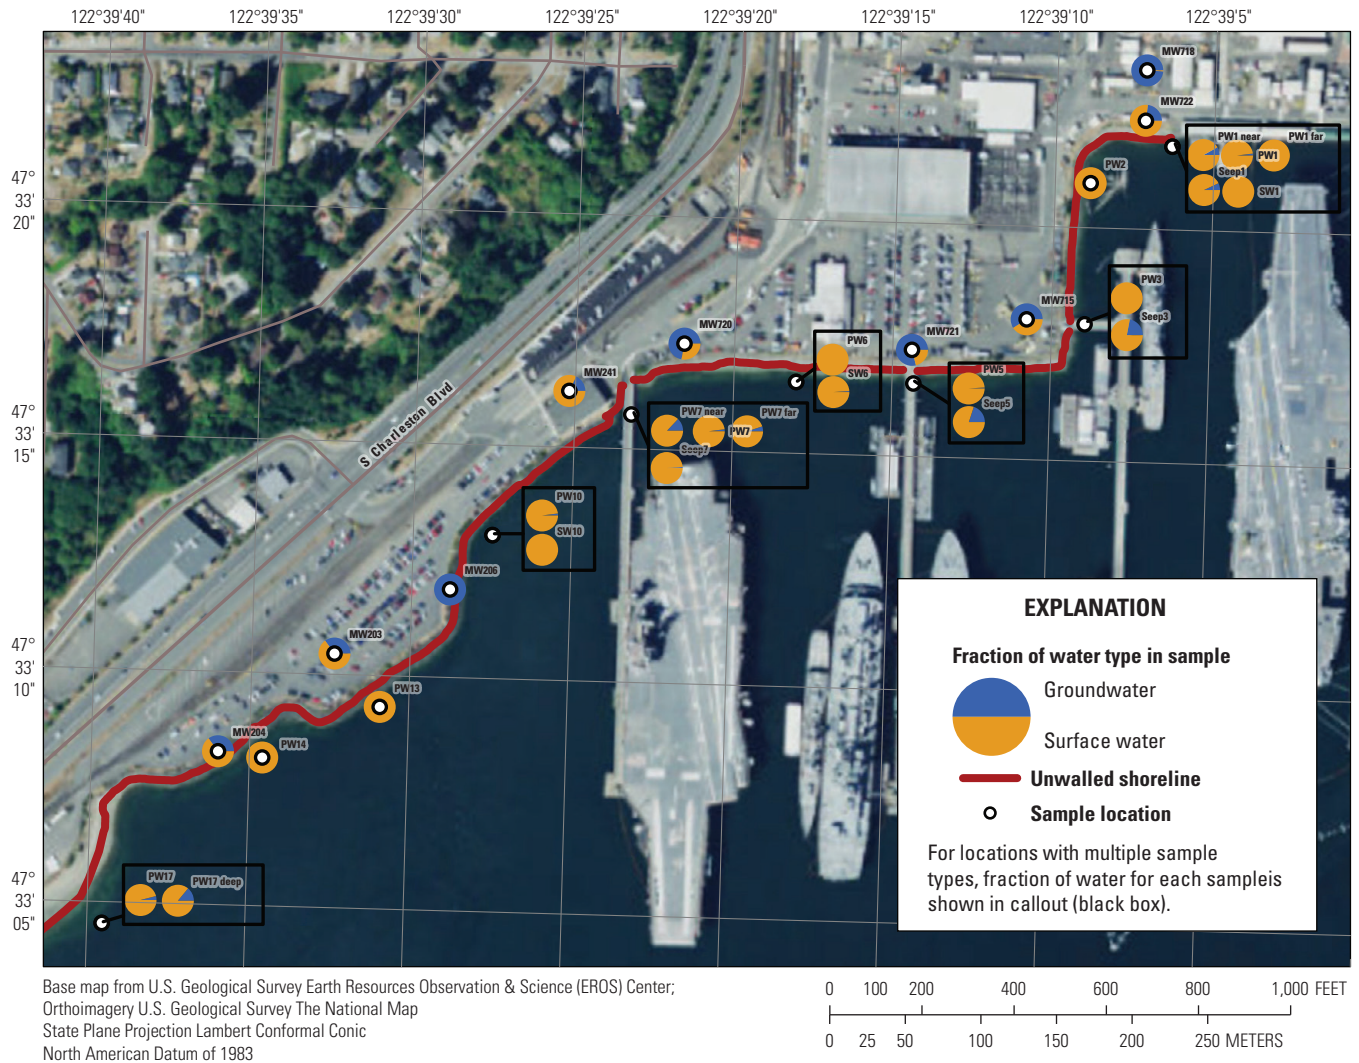 122°39'40" 122°39'35" 122°39'30" 122°39'25" 122°39'20" 122°39'15" 122°39'10" 122°39'5"
47°
33'
20"
47°
33'
15"
47°
33'
10"
47°
33'
05"
MW718
MW722
PW1 near PW1 far
PW1
Seep1
SW1
PW2
PW3
Seep3
MW715
MW720
MW721
PW6
SW6
MW241
PW5
Seep5
PW7 near PW7 far
PW7
Seep7
S Charleston Blvd
PW10
SW10
MW206
MW203
PW13
MW204
PW14
PW17
PW17 deep
EXPLANATION
Fraction of water type in sample
Groundwater
Surface water
Unwalled shoreline
Sample location
For locations with multiple sample
types, fraction of water for each sampleis
shown in callout (black box).
Base map from U.S. Geological Survey Earth Resources Observation & Science (EROS) Center;
Orthoimagery U.S. Geological Survey The National Map
State Plane Projection Lambert Conformal Conic
North American Datum of 1983
0 100 200 400 600 800 1,000 FEET
0 25 50 100 150 200 250 METERS